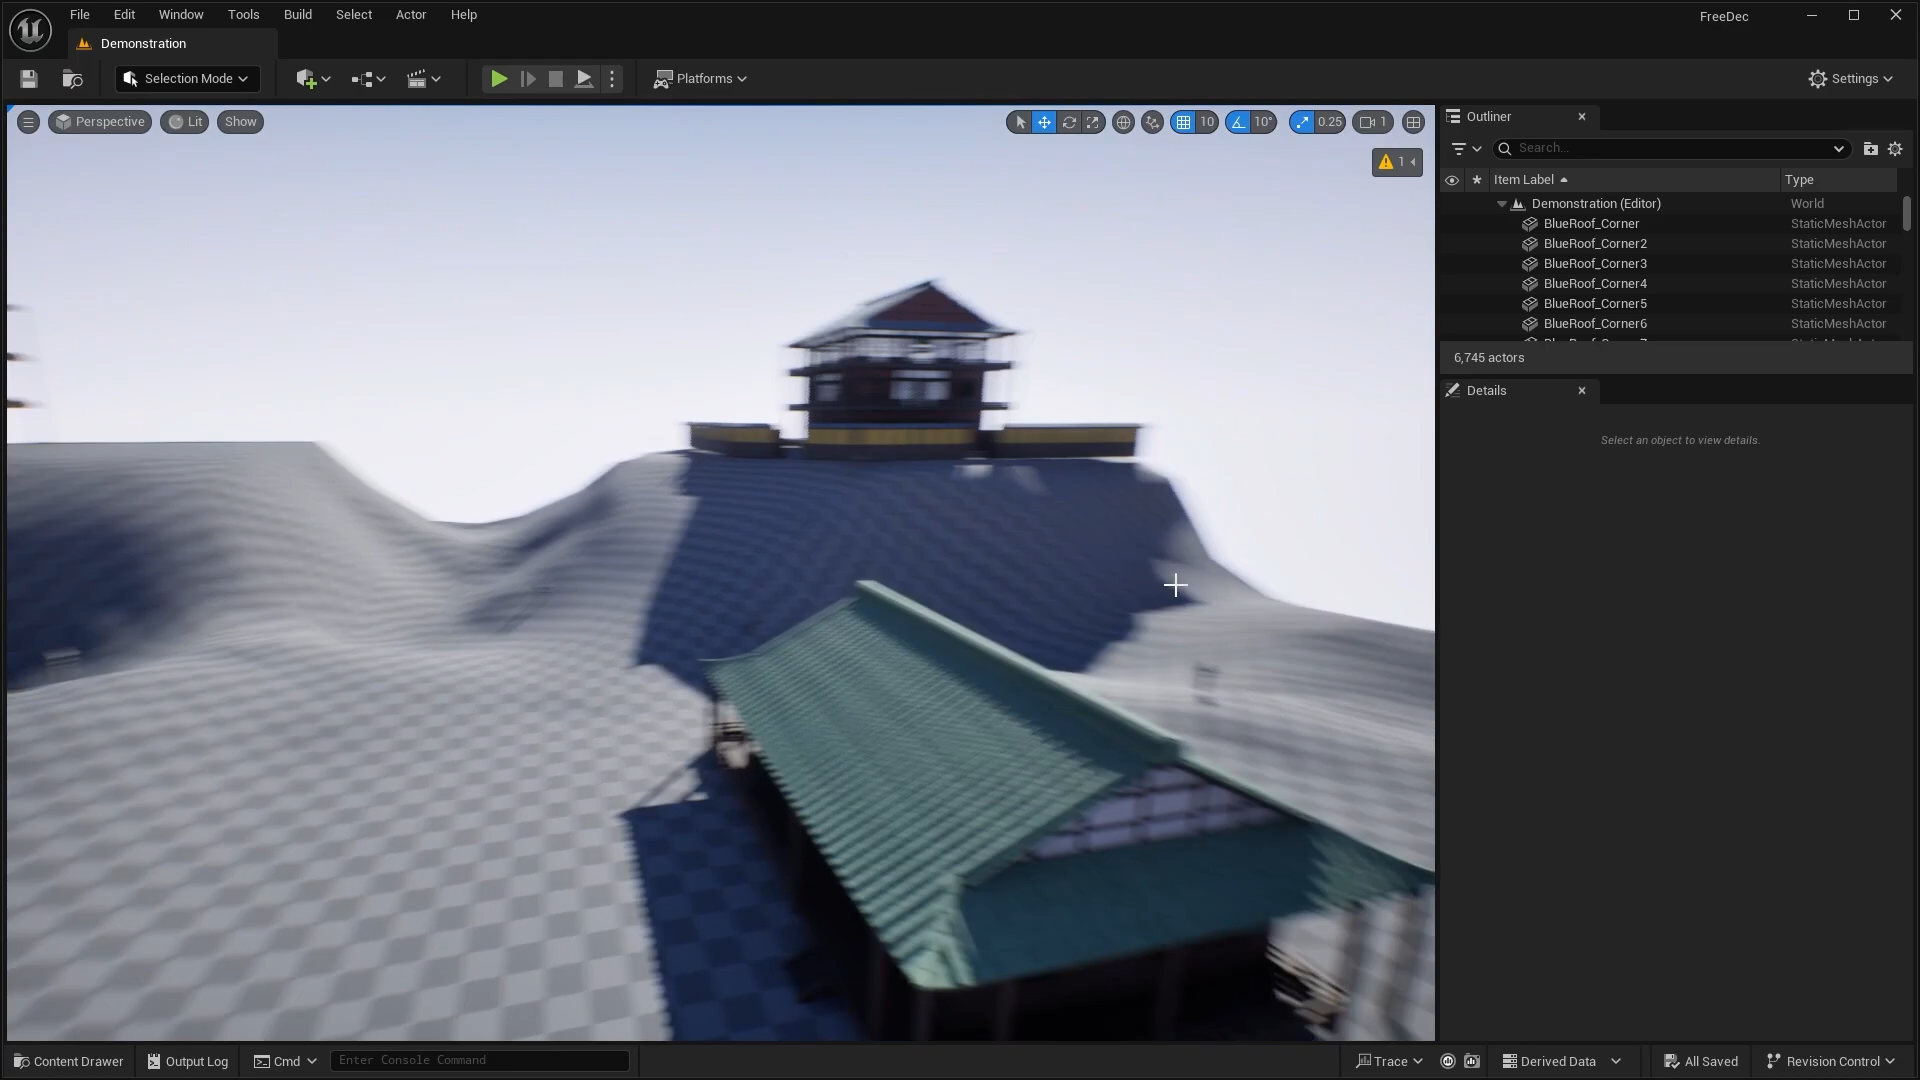 File Edit Window Tools Build Select Actor Help
FreeDec
Demonstration
Selection Mode
Platforms
Settings
Perspective Lit Show
10 10° 0.25 1
1
Outliner
Search...
Item Label Type
Demonstration (Editor) World
BlueRoof_Corner StaticMeshActor
BlueRoof_Corner2 StaticMeshActor
BlueRoof_Corner3 StaticMeshActor
BlueRoof_Corner4 StaticMeshActor
BlueRoof_Corner5 StaticMeshActor
BlueRoof_Corner6 StaticMeshActor
6,745 actors
Details
Select an object to view details.
Content Drawer Output Log Cmd Enter Console Command Trace Derived Data All Saved Revision Control